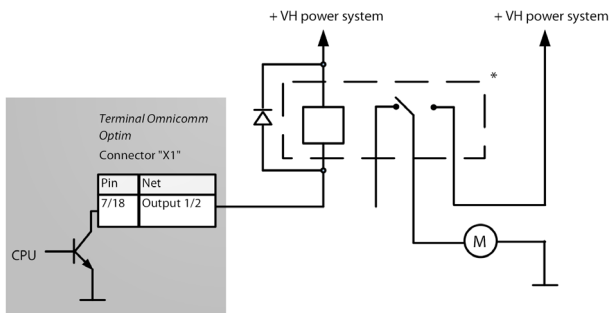 + VH power system
+ VH power system
*
Terminal Omnicomm
Optim
Connector "X1"
Pin Net
7/18 Output 1/2
CPU
M